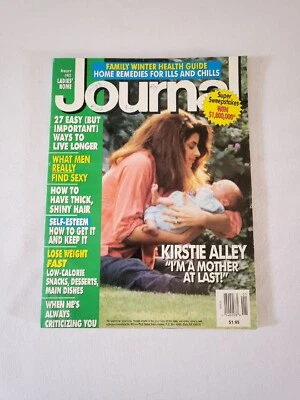 FAMILY WINTER HEALTH GUIDE
HOME REMEDIES FOR ILLS AND CHILLS
LADIES' HOME
Journal
Super
Sweepstakes
WIN
$1,000,000*
27 EASY (BUT
IMPORTANT)
WAYS TO
LIVE LONGER
WHAT MEN
REALLY
FIND SEXY
HOW TO
HAVE THICK,
SHINY HAIR
SELF-ESTEEM
HOW TO GET IT
AND KEEP IT
LOSE WEIGHT
FAST
LOW-CALORIE
SNACKS, DESSERTS,
MAIN DISHES
WHEN HE'S
ALWAYS
CRITICIZING YOU
KIRSTIE ALLEY
"I'M A MOTHER
AT LAST!"
$1.95